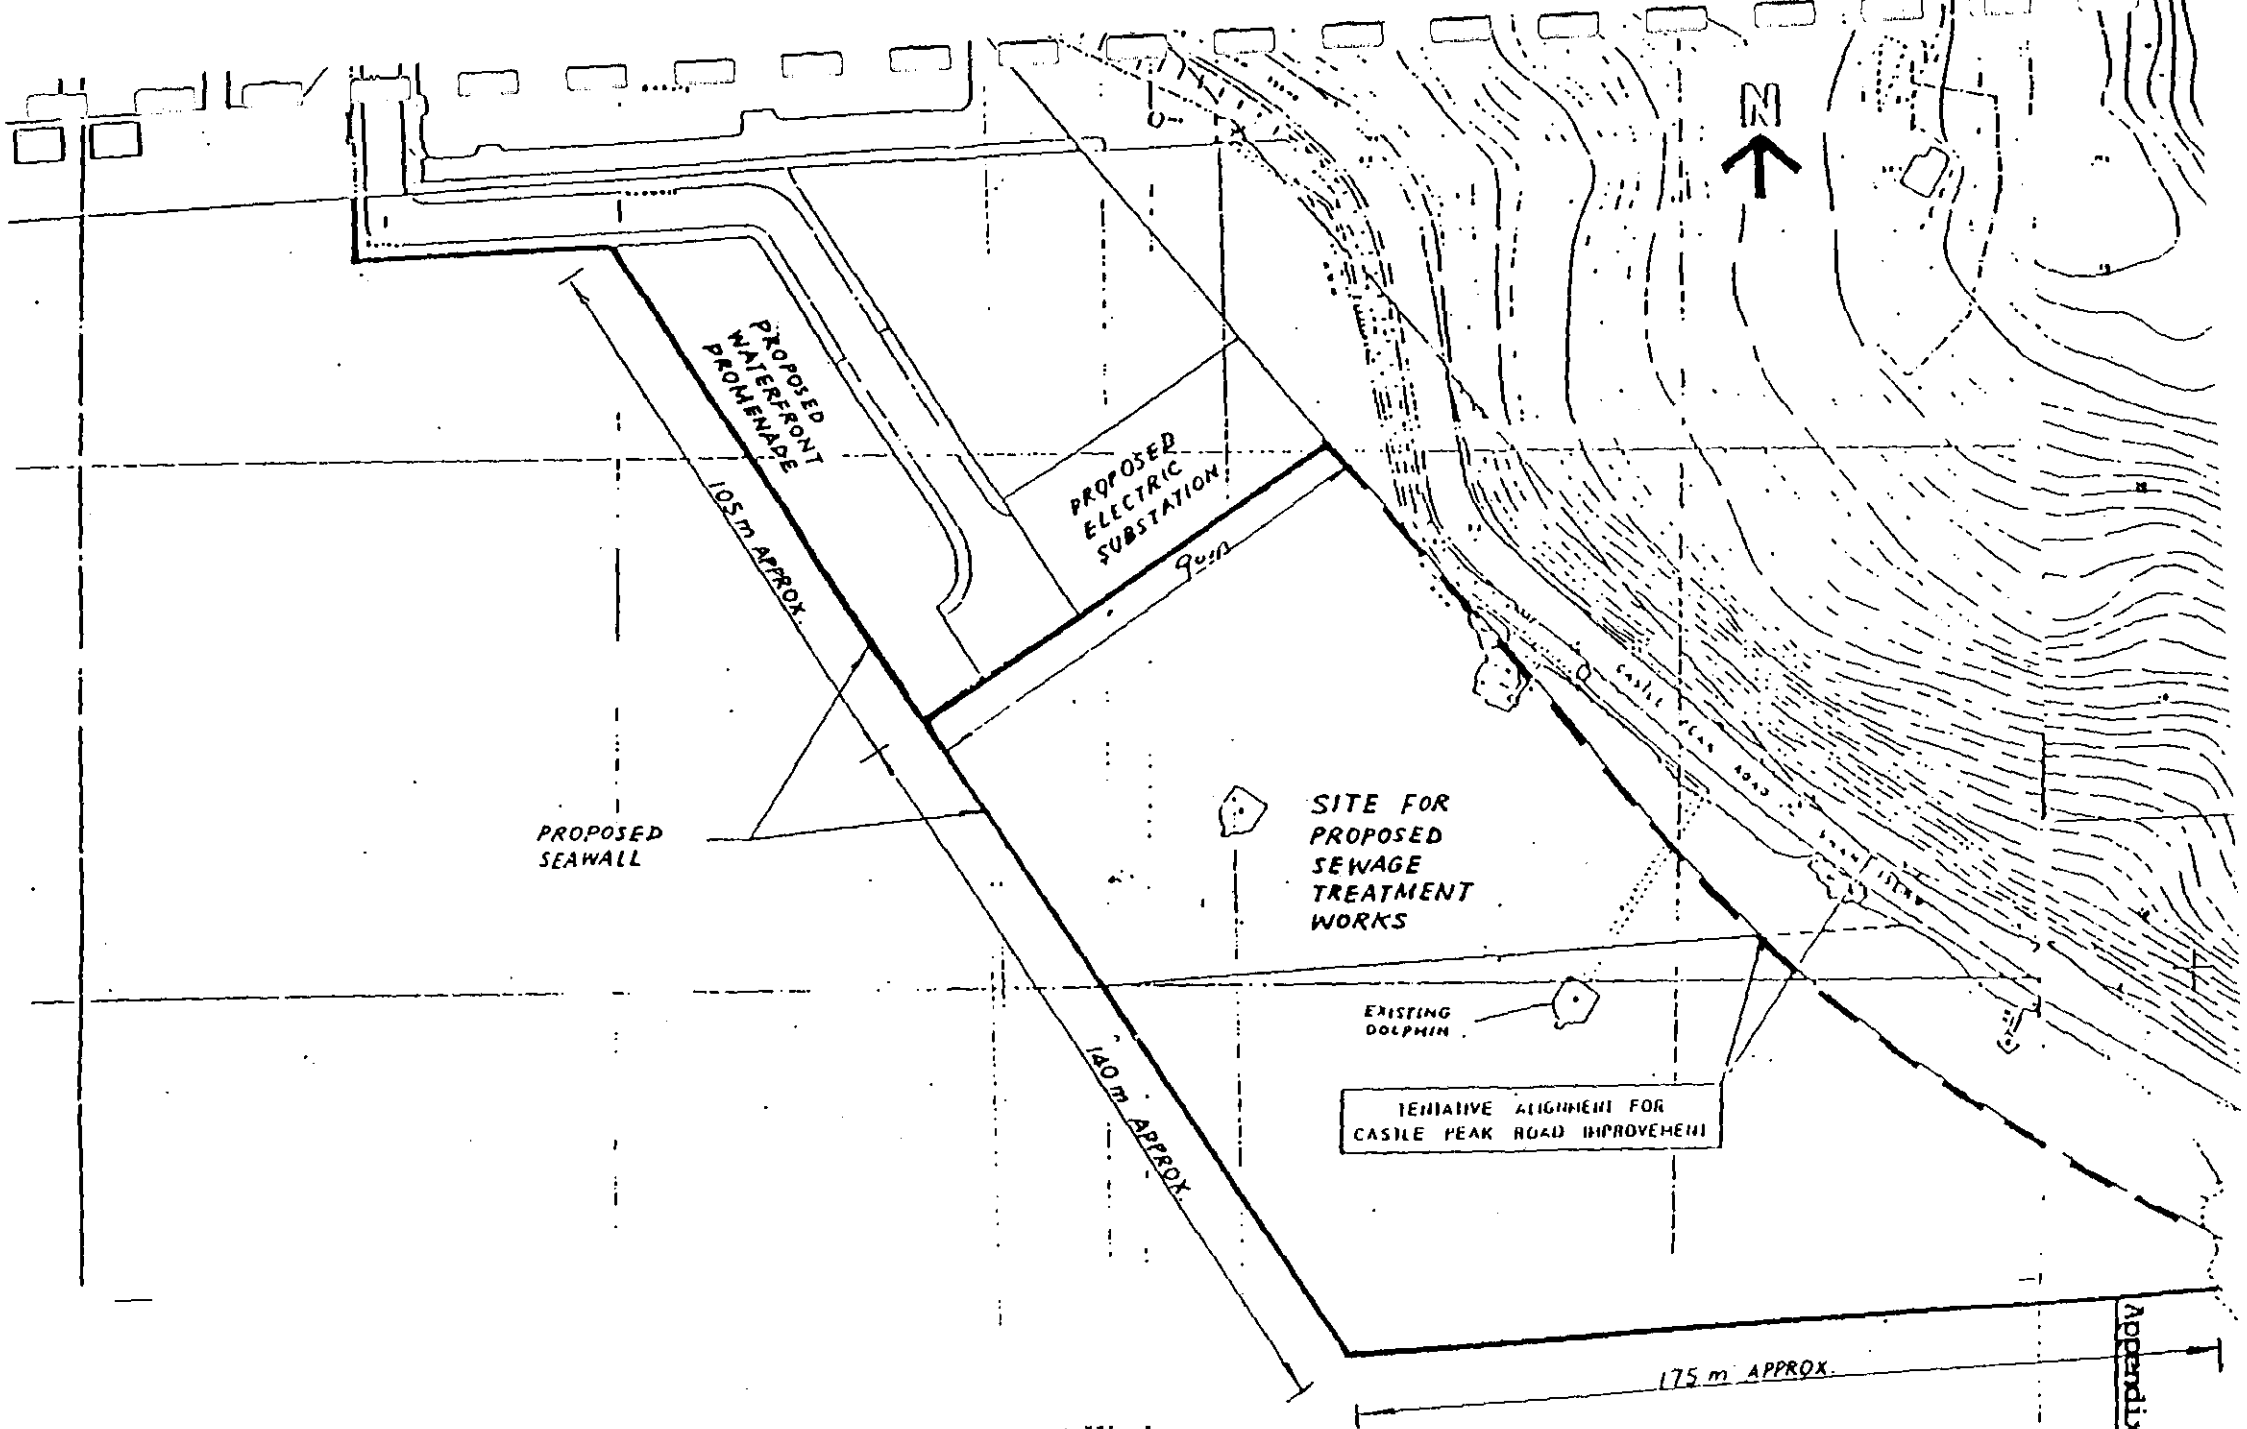 N
PROPOSED
WATERFRONT
PROMENADE
105m APPROX.
PROPOSED
ELECTRIC
SUBSTATION
PROPOSED
SEAWALL
CASTLE PEAK ROAD
SITE FOR
PROPOSED
SEWAGE
TREATMENT
WORKS
EXISTING
DOLPHIN
140 m APPROX.
TENTATIVE ALIGNMENT FOR
CASTLE PEAK ROAD IMPROVEMENT
175 m APPROX.
Appendix